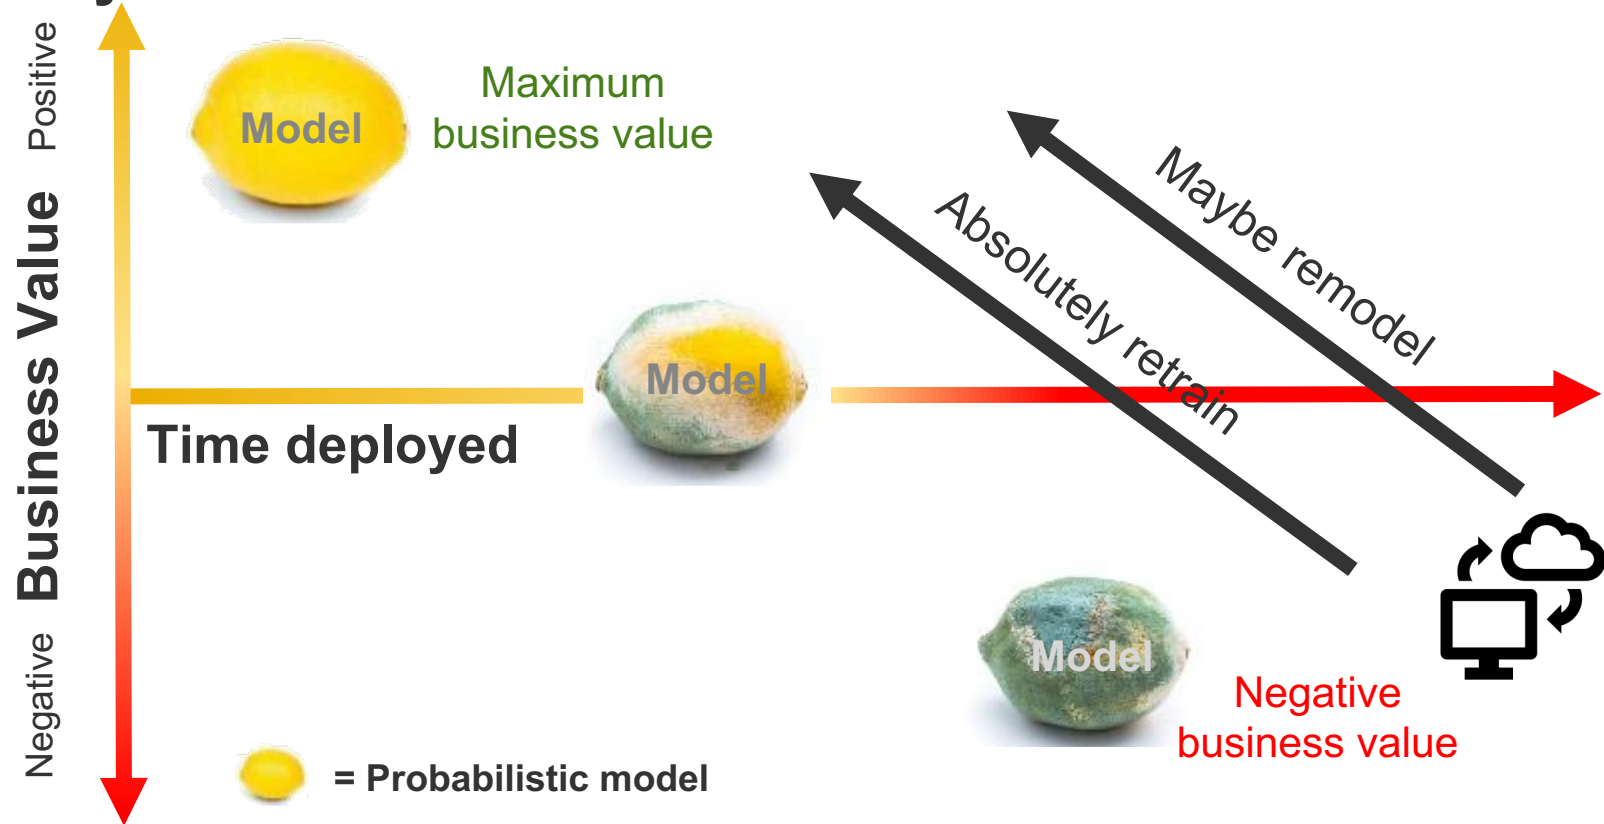 Positive
Business Value
Negative
Model
Maximum
business value
Maybe remodel
Absolutely retrain
Model
Time deployed
Model
Negative
business value
= Probabilistic model